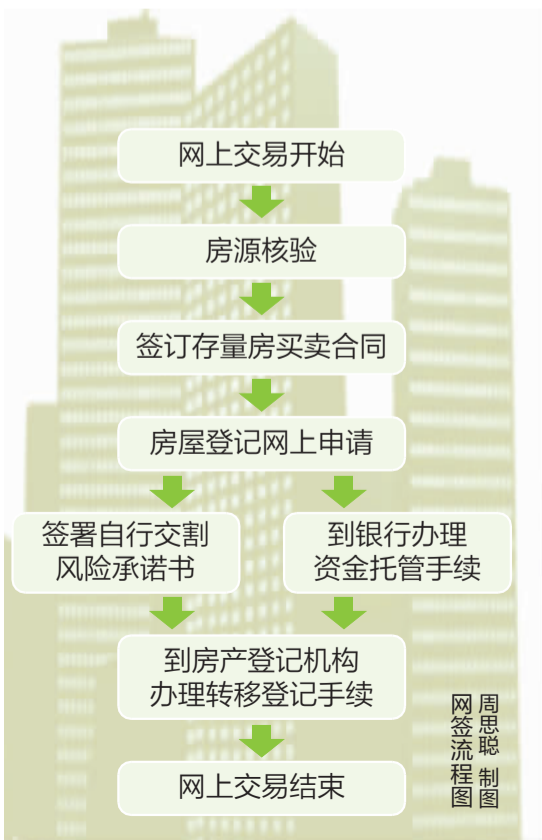 网上交易开始
房源核验
签订存量房买卖合同
房屋登记网上申请
签署自行交割
风险承诺书
到银行办理
资金托管手续
到房产登记机构
办理转移登记手续
网上交易结束
网签流程图
周思聪 制图